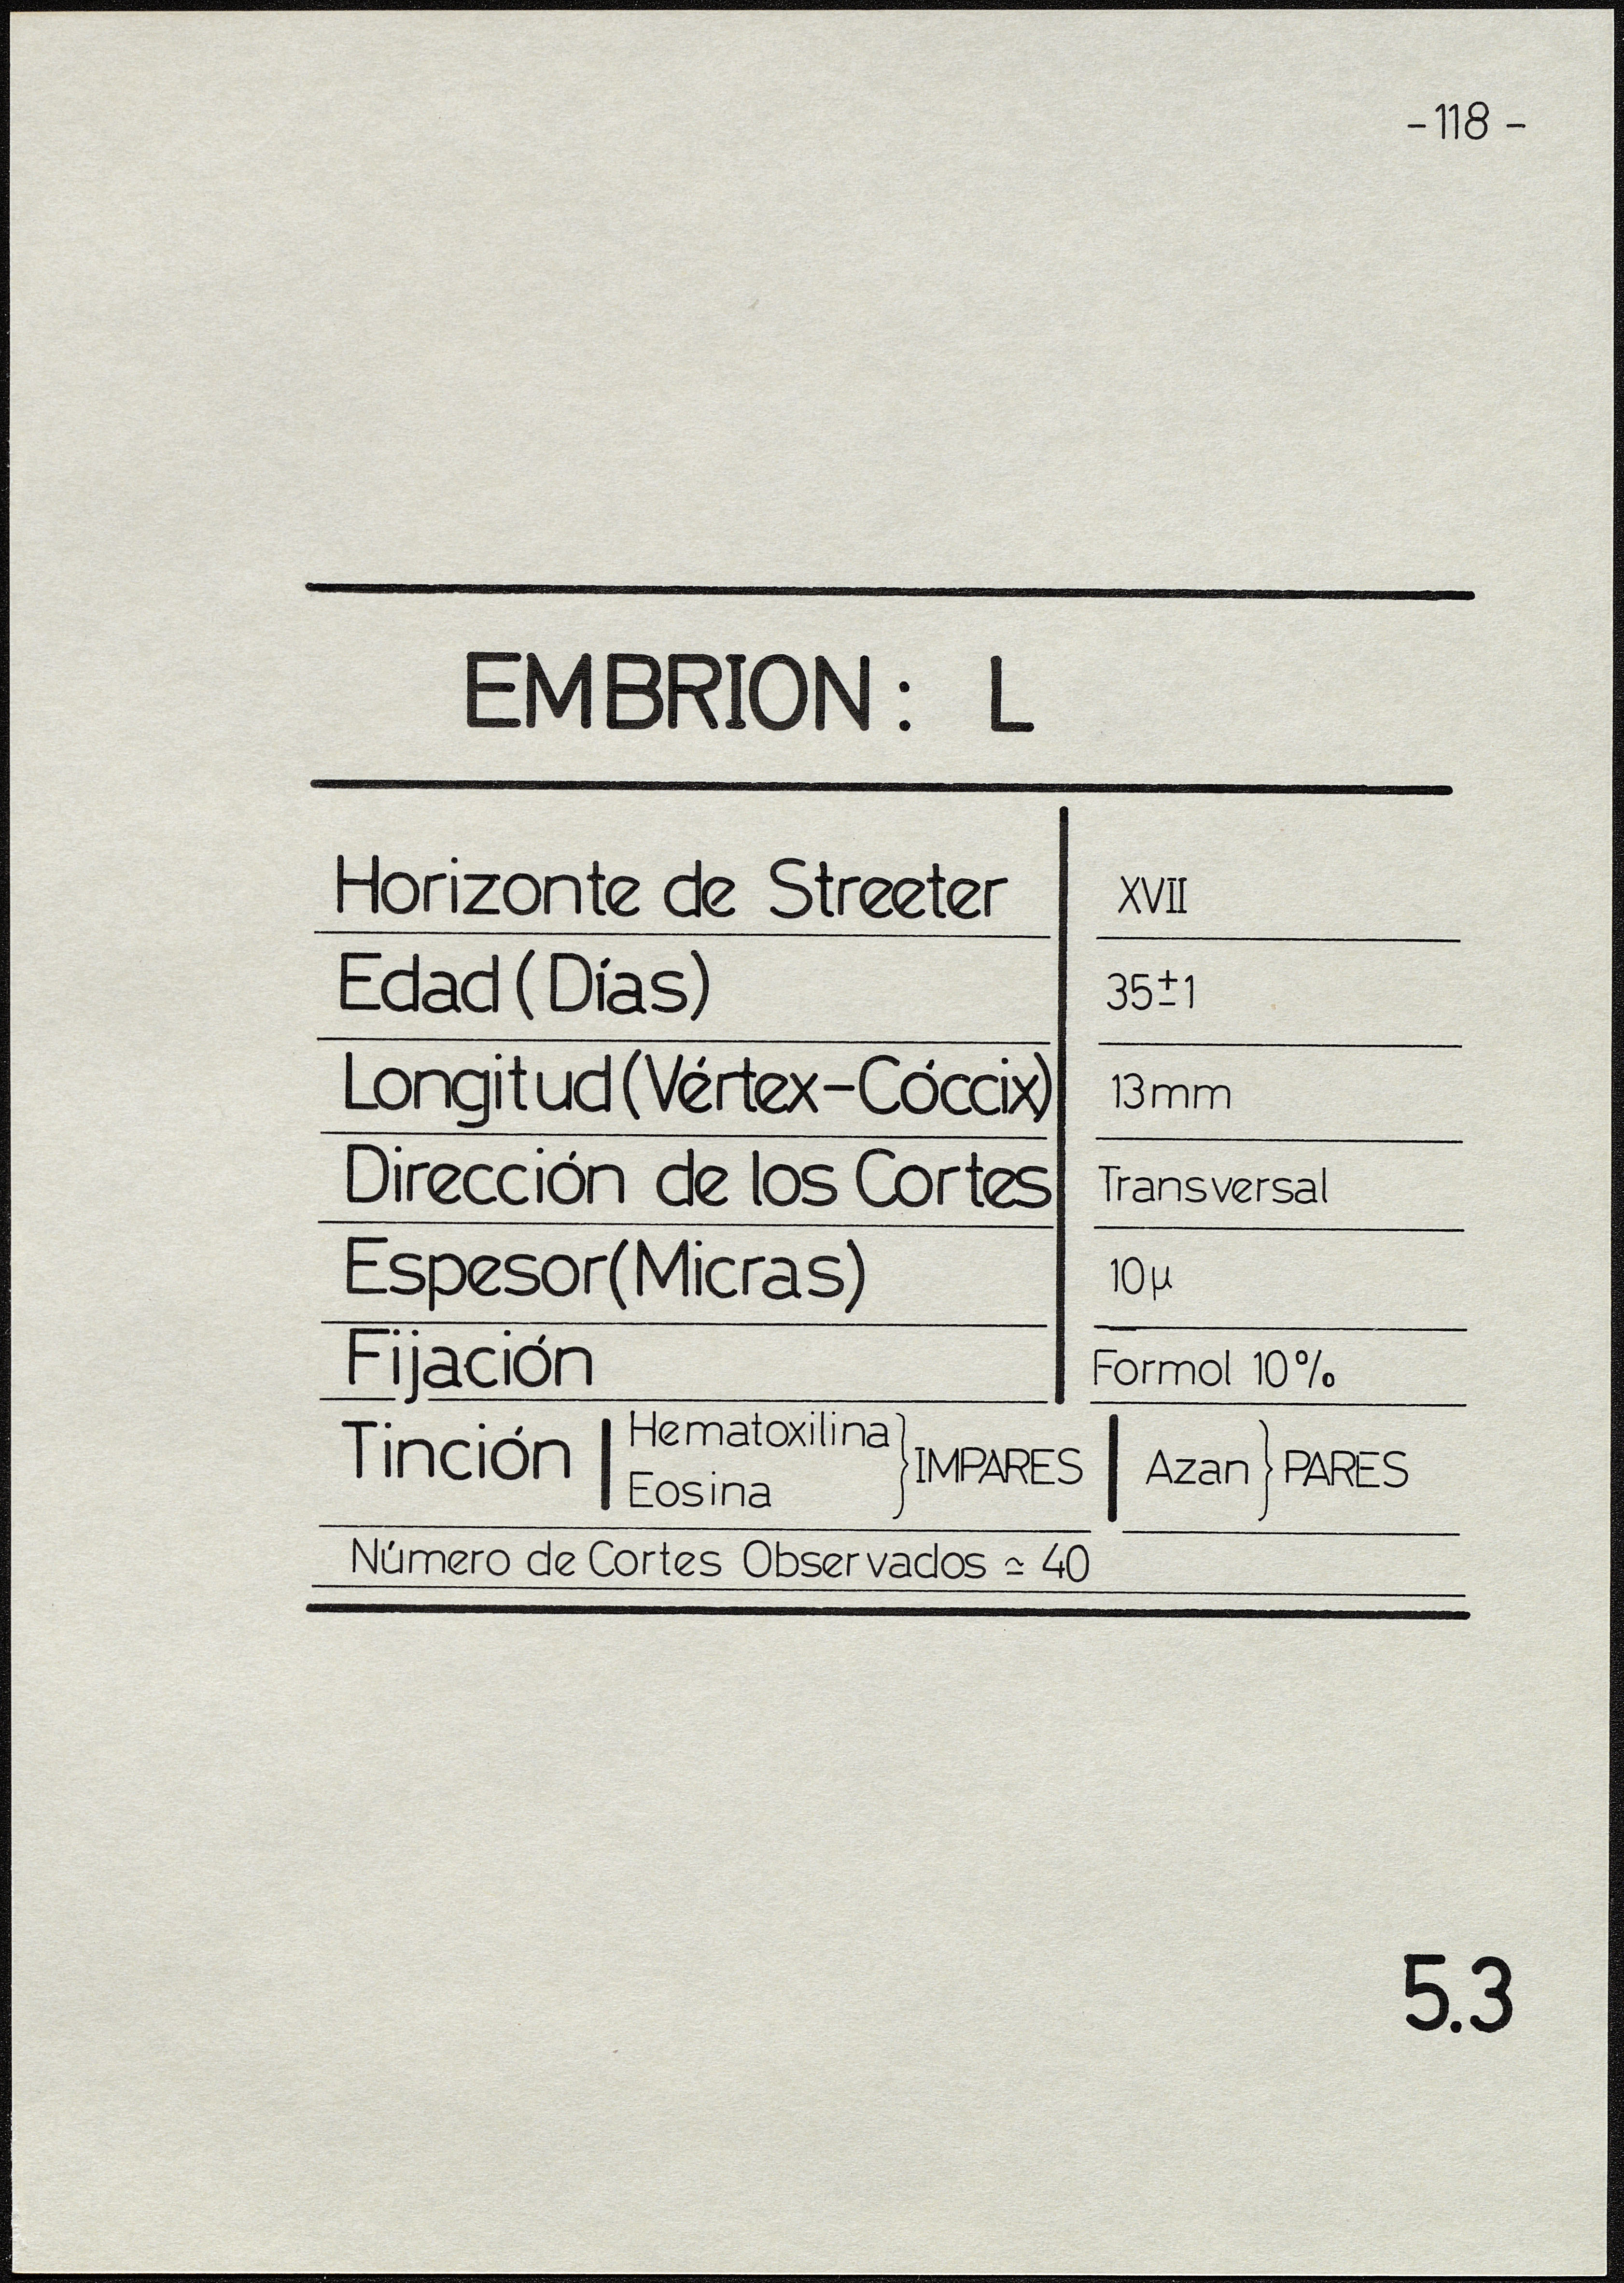 -118-
EMBRION: L
Horizonte de Streeter XVII
Edad (Días) 35±1
Longitud (Vértex-Cóccix) 13mm
Dirección de los Cortes Transversal
Espesor (Micras) 10µ
Fijación Formol 10%
Tinción Hematoxilina Eosina } IMPARES Azan } PARES
Número de Cortes Observados ≃ 40
5.3